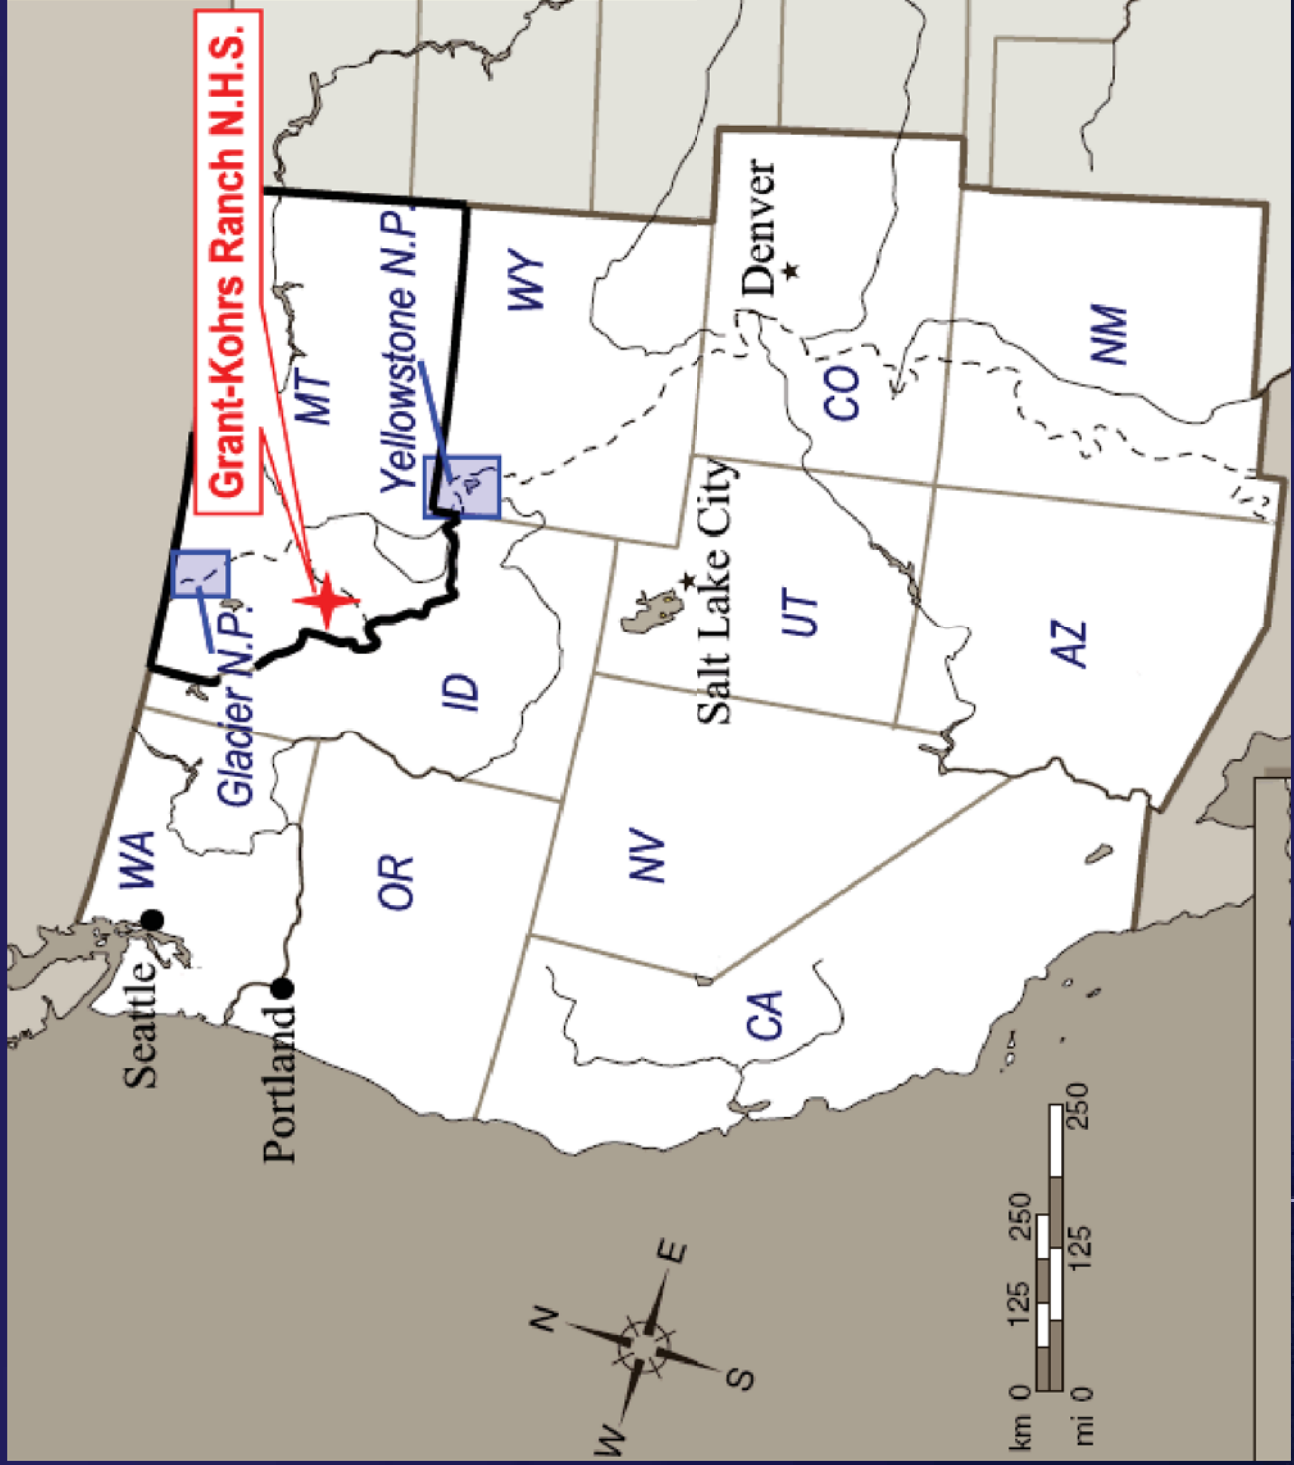 Grant-Kohrs Ranch N.H.S.
Seattle
WA
Glacier N.P.
MT
Portland
OR
ID
Yellowstone N.P.
WY
NV
Salt Lake City
UT
Denver
CO
CA
AZ
NM
N
W
E
S
km 0 125 250
mi 0 125 250